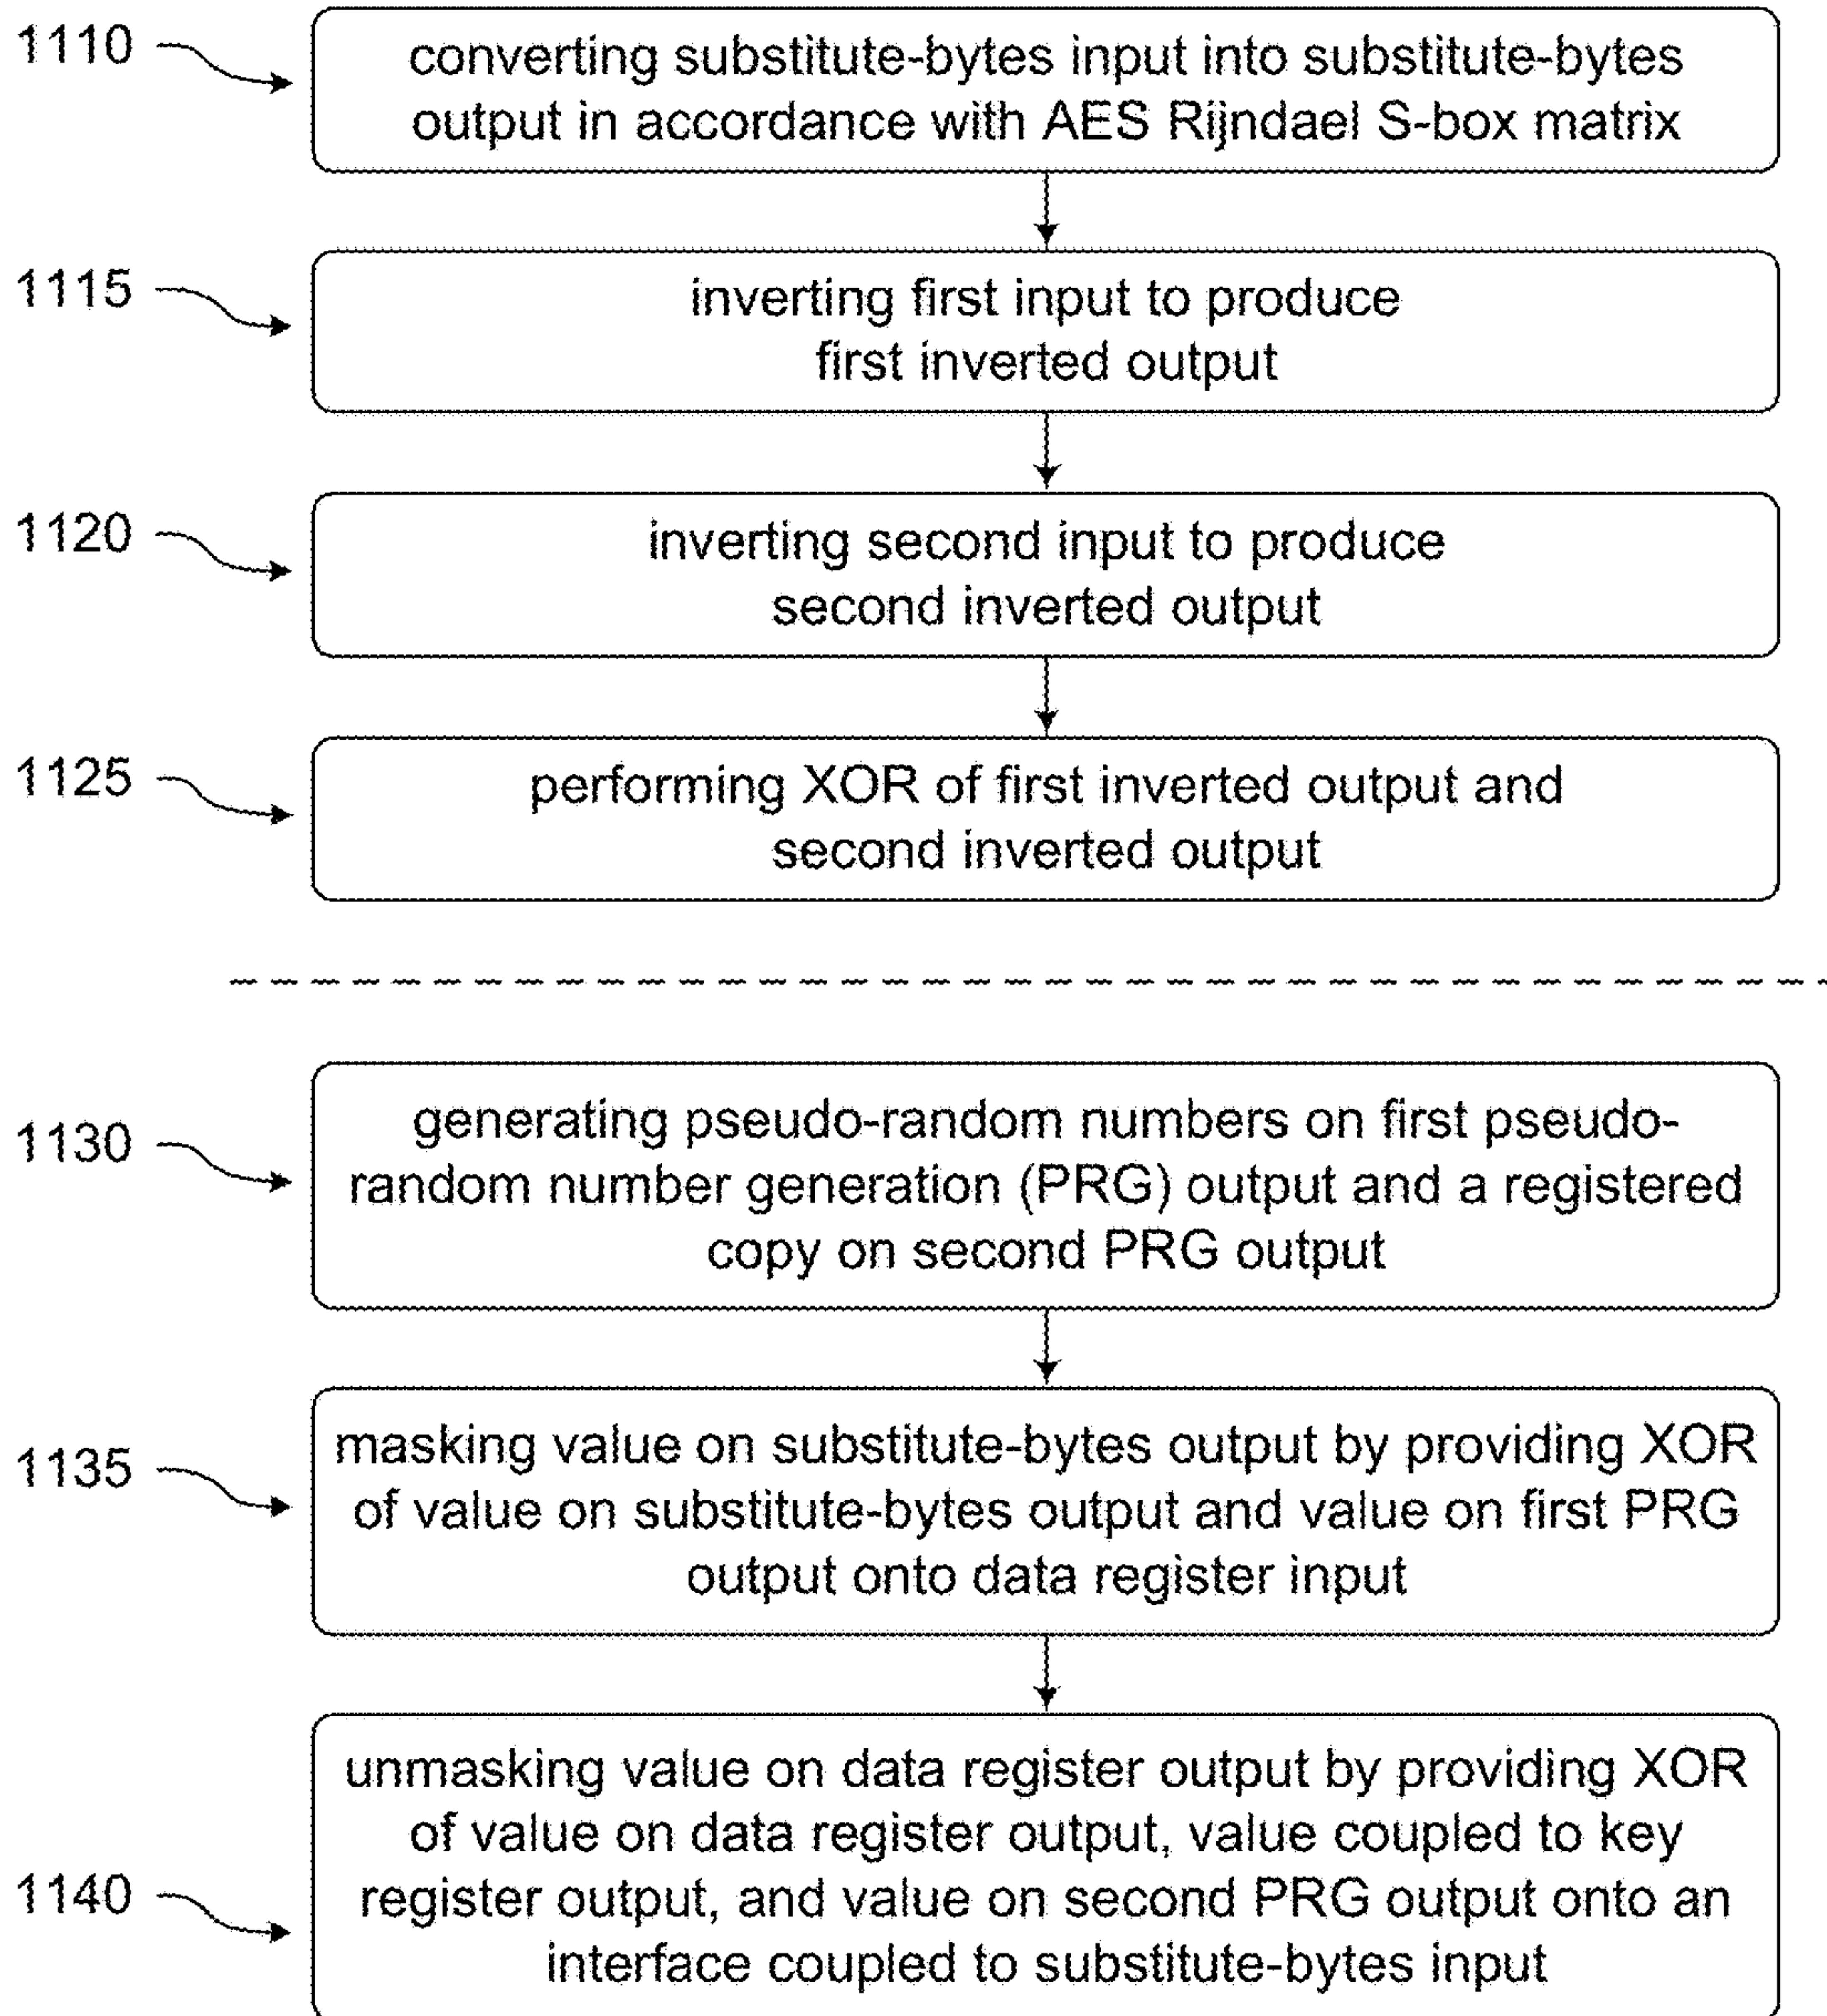 1110
converting substitute-bytes input into substitute-bytes
output in accordance with AES Rijndael S-box matrix
1115
inverting first input to produce
first inverted output
1120
inverting second input to produce
second inverted output
1125
performing XOR of first inverted output and
second inverted output
1130
generating pseudo-random numbers on first pseudo-
random number generation (PRG) output and a registered
copy on second PRG output
1135
masking value on substitute-bytes output by providing XOR
of value on substitute-bytes output and value on first PRG
output onto data register input
1140
unmasking value on data register output by providing XOR
of value on data register output, value coupled to key
register output, and value on second PRG output onto an
interface coupled to substitute-bytes input